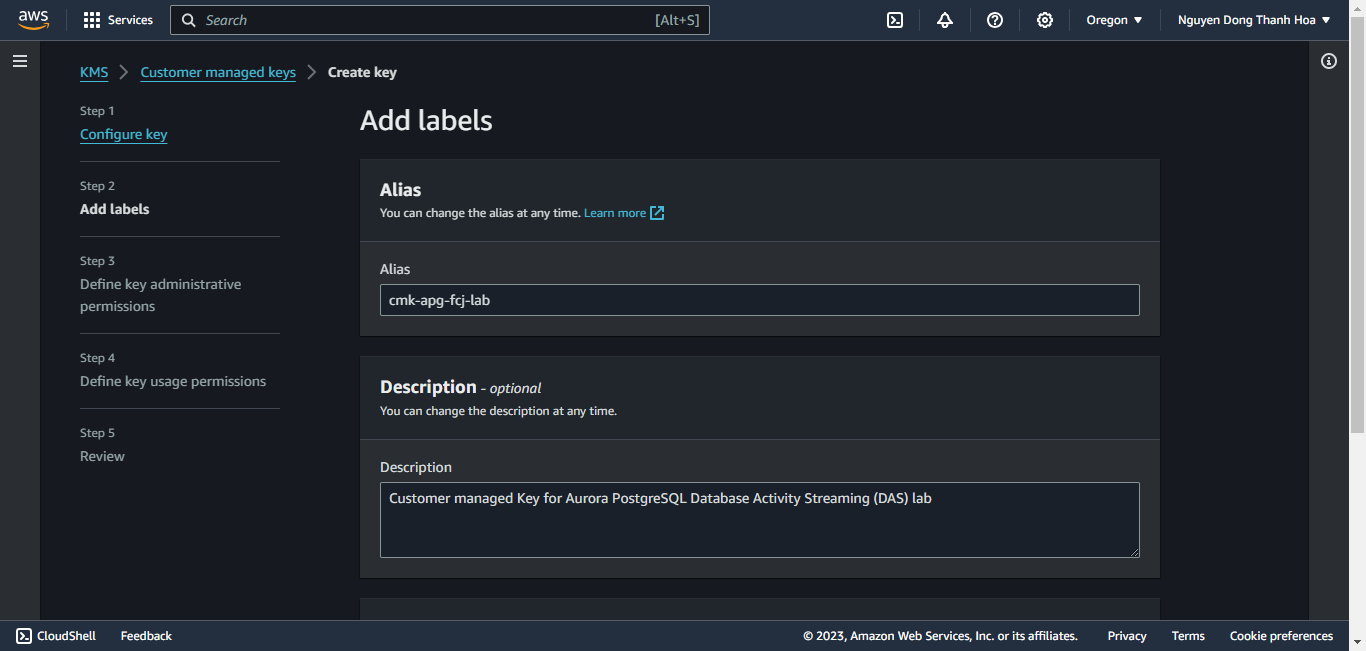 aws
Services
Search
[Alt+S]
Oregon
Nguyen Dong Thanh Hoa
KMS
Customer managed keys
Create key
Step 1
Configure key
Step 2
Add labels
Step 3
Define key administrative
permissions
Step 4
Define key usage permissions
Step 5
Review
Add labels
Alias
You can change the alias at any time. Learn more
Alias
cmk-apg-fcj-lab
Description - optional
You can change the description at any time.
Description
Customer managed Key for Aurora PostgreSQL Database Activity Streaming (DAS) lab
CloudShell
Feedback
© 2023, Amazon Web Services, Inc. or its affiliates.
Privacy
Terms
Cookie preferences